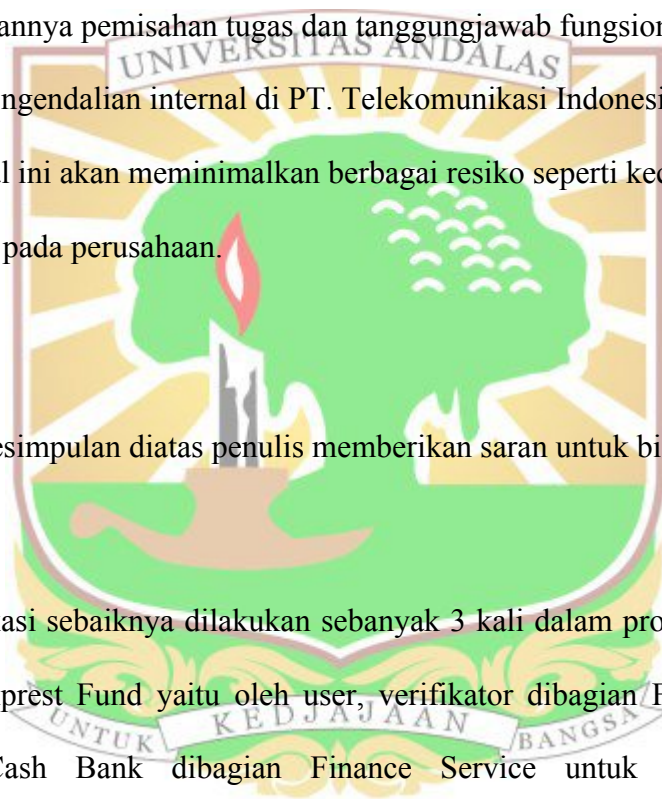 annya pemisahan tugas dan tanggungjawab fungsion
UNIVERSITAS ANDALAS
ngendalian internal di PT. Telekomunikasi Indonesi
l ini akan meminimalkan berbagai resiko seperti kec
pada perusahaan.
esimpulan diatas penulis memberikan saran untuk bi
asi sebaiknya dilakukan sebanyak 3 kali dalam pro
prest Fund yaitu oleh user, verifikator dibagian F
UNTUK KEDJAJAAN BANGSA
Cash Bank dibagian Finance Service untuk